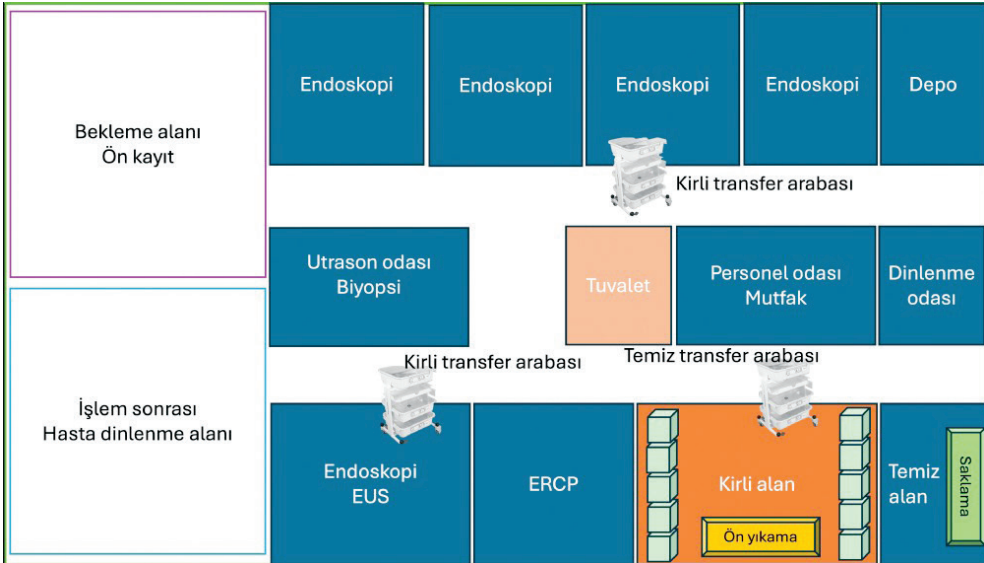 Bekleme alanı
Ön kayıt
Endoskopi
Endoskopi
Endoskopi
Endoskopi
Depo
Kirli transfer arabası
Utrason odası
Biyopsi
Tuvalet
Personel odası
Mutfak
Dinlenme
odası
Kirli transfer arabası
Temiz transfer arabası
İşlem sonrası
Hasta dinlenme alanı
Endoskopi
EUS
ERCP
Kirli alan
Ön yıkama
Temiz
alan
Saklama